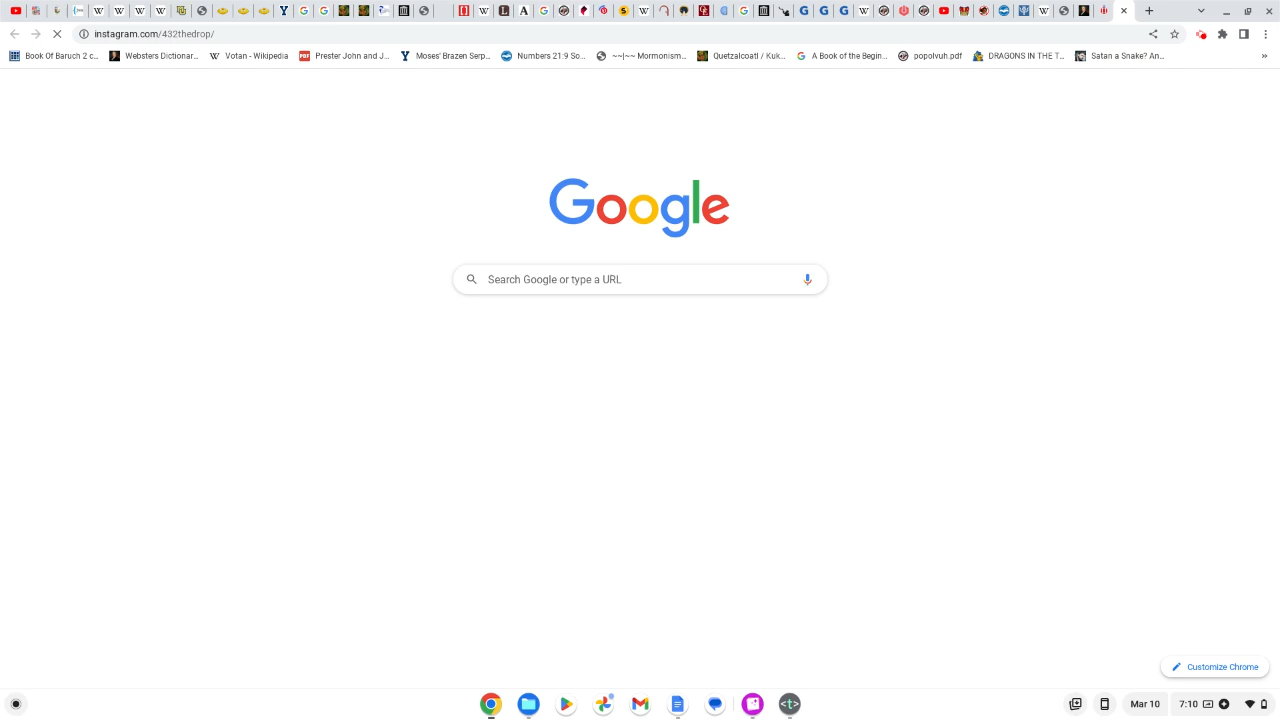 instagram.com/432thedrop/
Book Of Baruch 2 c... Websters Dictionar... Votan - Wikipedia Prester John and J... Moses' Brazen Serp... Numbers 21:9 So... ~~|~~ Mormonism... Quetzalcoatl / Kuk... A Book of the Begin... popolvuh.pdf DRAGONS IN THE T... Satan a Snake? An... »
Google
Search Google or type a URL
Customize Chrome
Mar 10 7:10